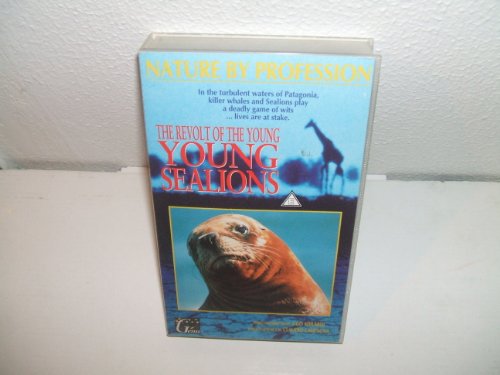 NATURE BY PROFESSION
In the turbulent waters of Patagonia,
killer whales and Sealions play
a deadly game of wits
... lives are at stake.
THE REVOLT OF THE YOUNG
YOUNG
SEALIONS